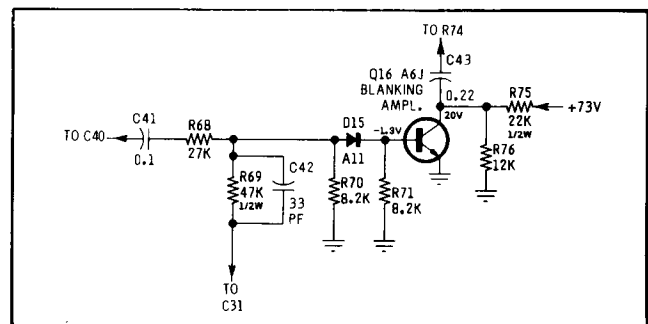 TO R74
C43
Q16 A6J
BLANKING
AMPL.
0.22
20V
R75
22K
1/2W
+73V
R76
12K
C41
TO C40
0.1
R68
27K
D15
A11
-1.3V
R69
47K
1/2W
C42
33
PF
R70
8.2K
R71
8.2K
TO
C31